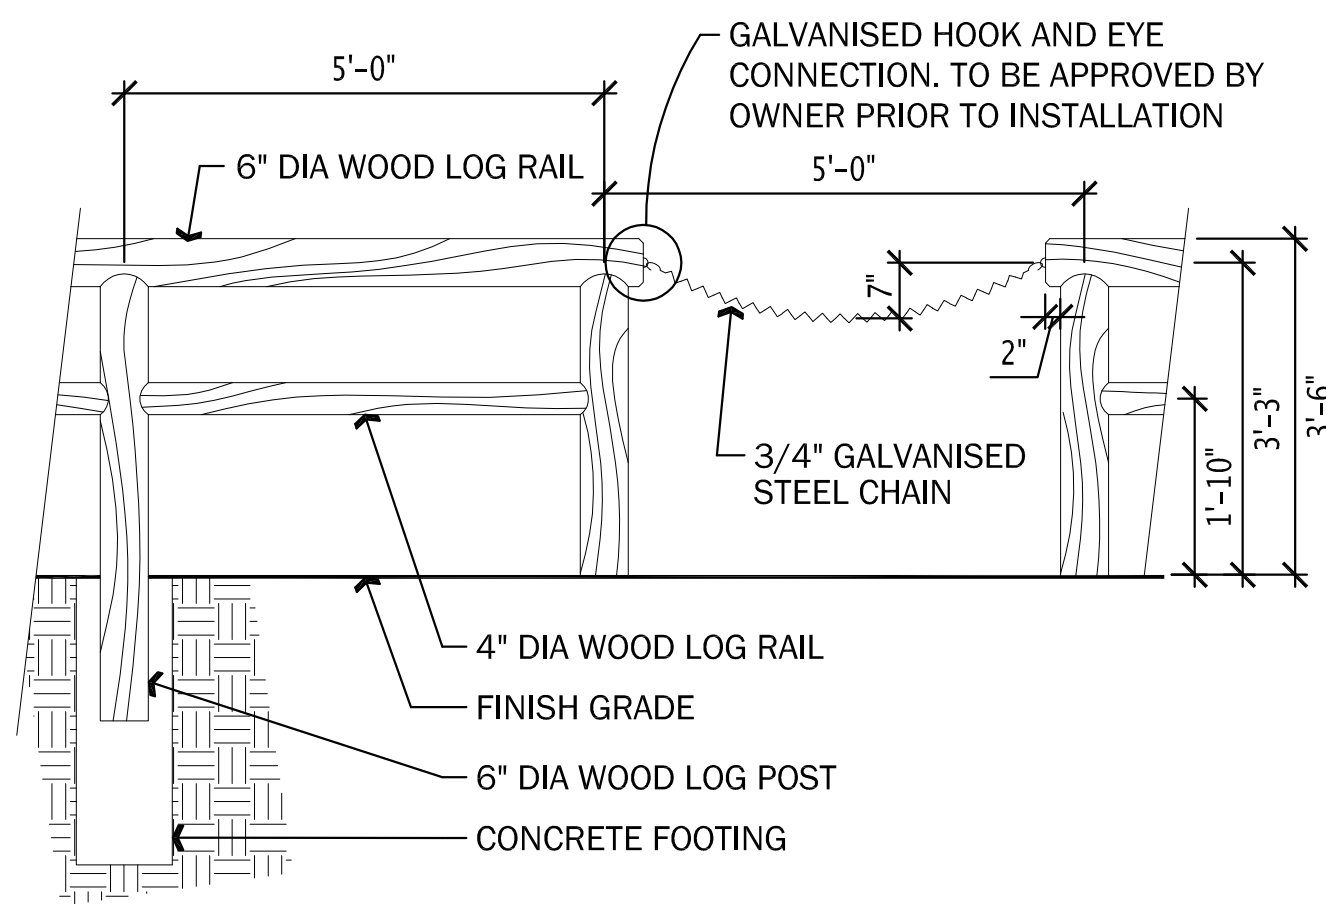 GALVANISED HOOK AND EYE
CONNECTION. TO BE APPROVED BY
OWNER PRIOR TO INSTALLATION
5'-0"
6" DIA WOOD LOG RAIL
5'-0"
7"
2"
3/4" GALVANISED
STEEL CHAIN
1'-10"
3'-3"
3'-6"
4" DIA WOOD LOG RAIL
FINISH GRADE
6" DIA WOOD LOG POST
CONCRETE FOOTING